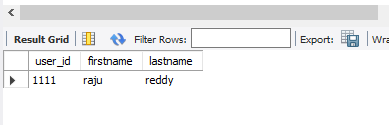 Result Grid Filter Rows: Export: Wra
user_id firstname lastname
1111 raju reddy